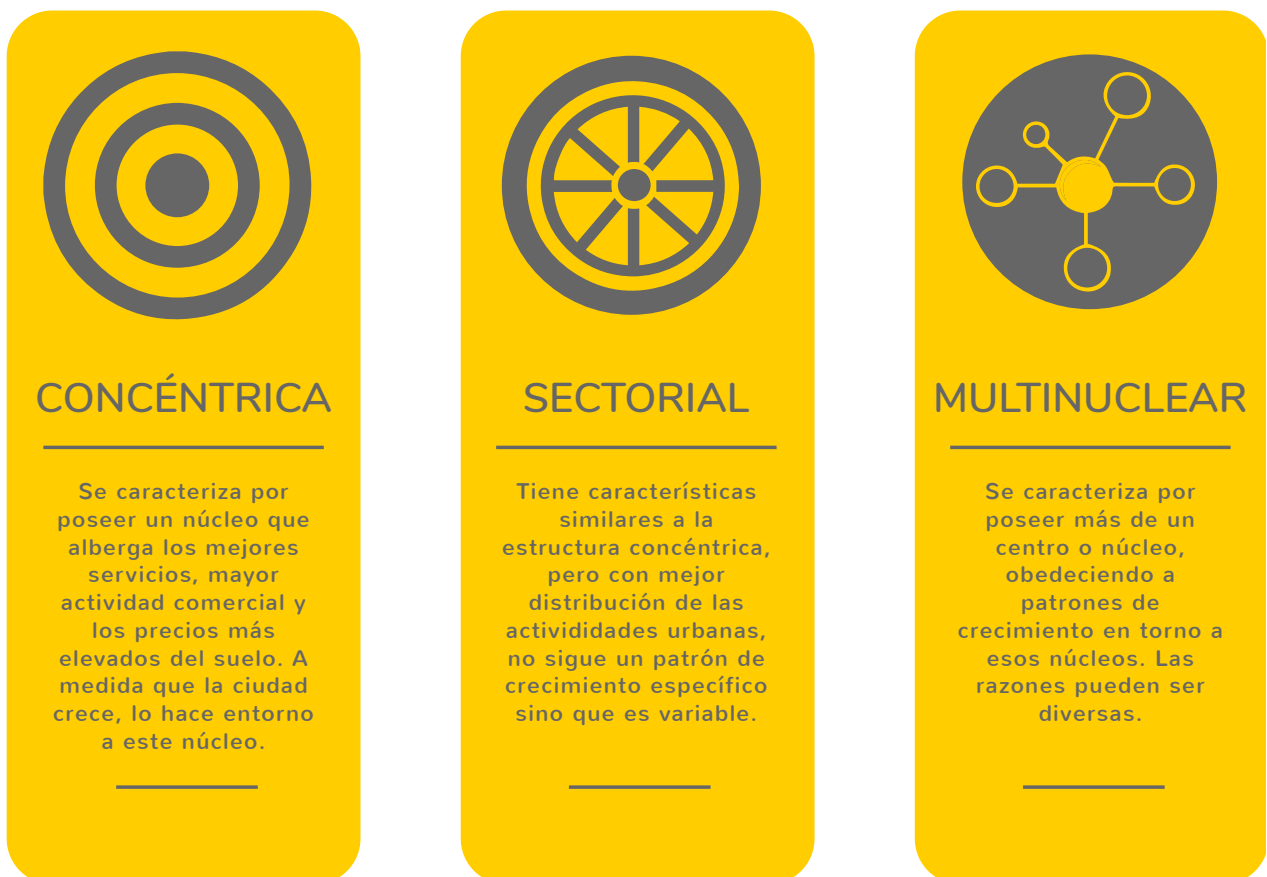 CONCÉNTRICA
Se caracteriza por
poseer un núcleo que
alberga los mejores
servicios, mayor
actividad comercial y
los precios más
elevados del suelo. A
medida que la ciudad
crece, lo hace entorno
a este núcleo.
SECTORIAL
Tiene características
similares a la
estructura concéntrica,
pero con mejor
distribución de las
activididades urbanas,
no sigue un patrón de
crecimiento específico
sino que es variable.
MULTINUCLEAR
Se caracteriza por
poseer más de un
centro o núcleo,
obedeciendo a
patrones de
crecimiento en torno a
esos núcleos. Las
razones pueden ser
diversas.